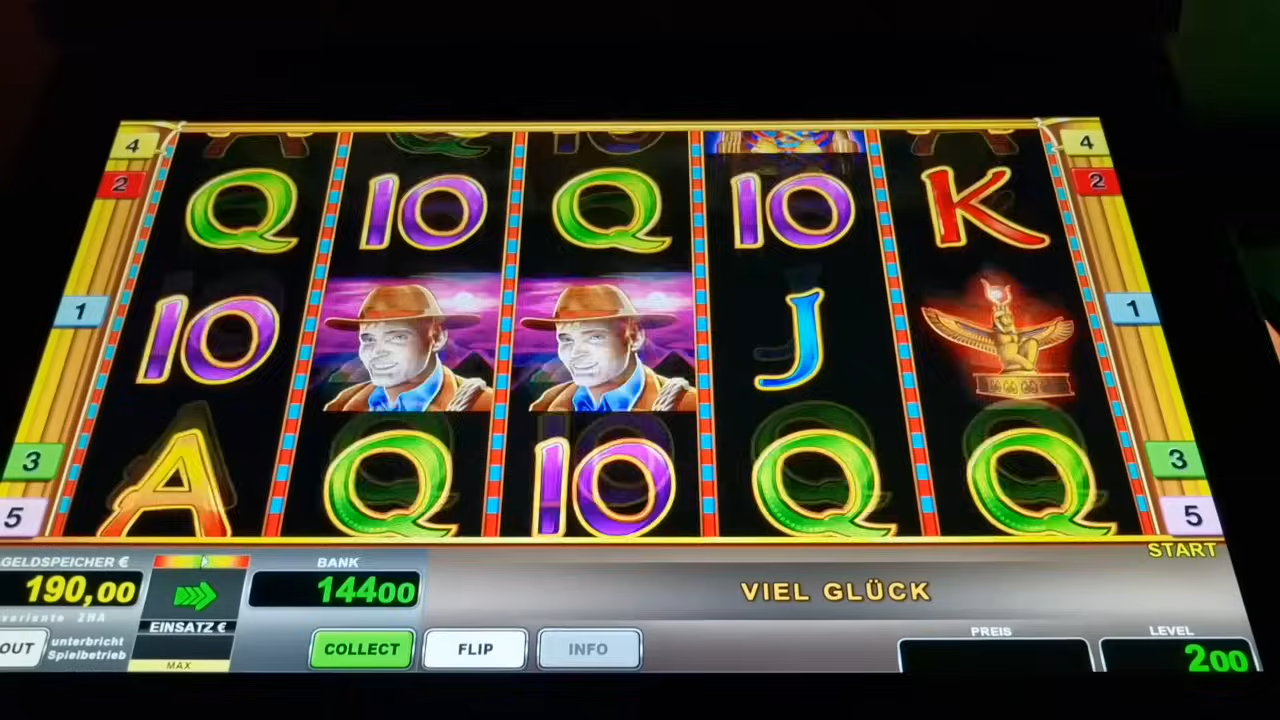 4 4
2 2
Q 10 Q 10 K
1 1
10 J
A Q 10 Q Q
3 3
5 5
START
GELDSPEICHER € BANK
190,00 14400 VIEL GLÜCK
EINSATZ €
OUT unterbricht COLLECT FLIP INFO PREIS LEVEL
Spielbetrieb
MAX 200